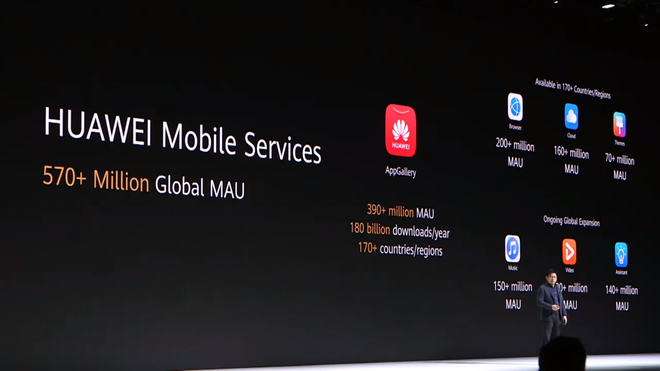 HUAWEI Mobile Services
570+ Million Global MAU
HUAWEI
AppGallery
390+ million MAU
180 billion downloads/year
170+ countries/regions
Available in 170+ Countries/Regions
Browser
200+ million
MAU
Cloud
160+ million
MAU
Themes
70+ million
MAU
Ongoing Global Expansion
Music
150+ million
MAU
Video
million
MAU
Assistant
140+ million
MAU